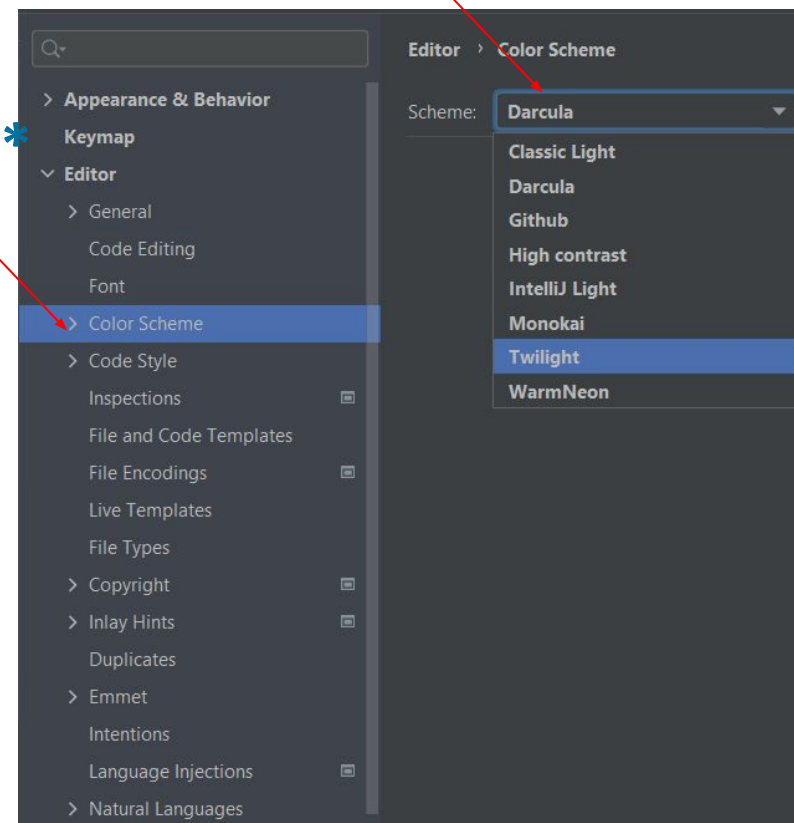 Appearance & Behavior
Keymap
Editor
General
Code Editing
Font
Color Scheme
Code Style
Inspections
File and Code Templates
File Encodings
Live Templates
File Types
Copyright
Inlay Hints
Duplicates
Emmet
Intentions
Language Injections
Natural Languages
Editor › Color Scheme
Scheme: Darcula
Classic Light
Darcula
Github
High contrast
IntelliJ Light
Monokai
Twilight
WarmNeon